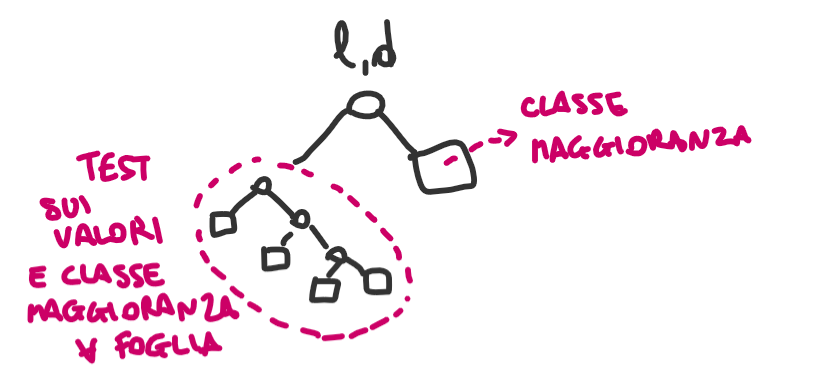 l,d
CLASSE
MAGGIORANZA
TEST
SUI
VALORI
E CLASSE
MAGGIORANZA
∀ FOGLIA